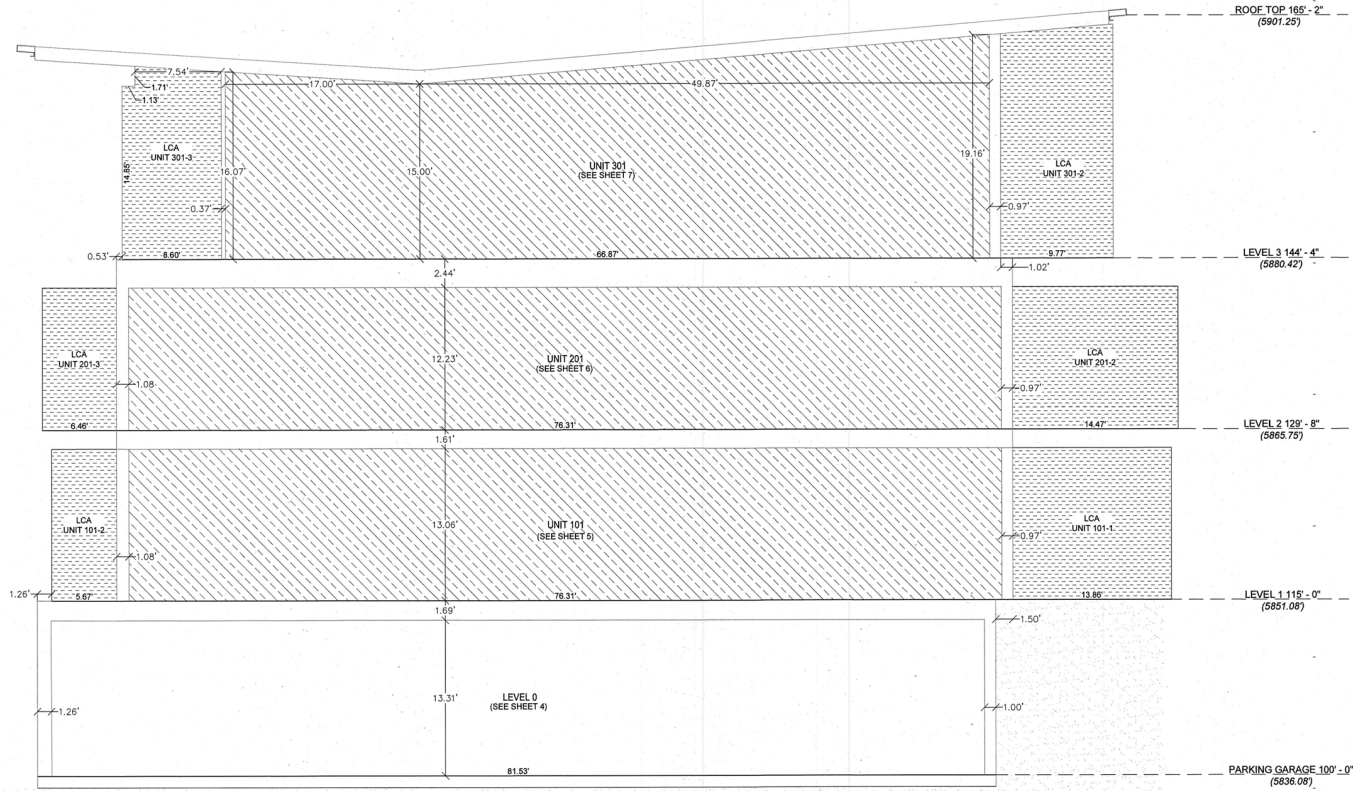 ROOF TOP 165' - 2"
(5901.25')
7.54'
1.71'
1.13'
17.00'
49.87'
LCA
UNIT 301-3
14.85'
16.07'
15.00'
UNIT 301
(SEE SHEET 7)
19.16'
LCA
UNIT 301-2
0.37'
0.97'
0.53'
8.60'
66.87'
9.77'
LEVEL 3 144' - 4"
(5880.42')
2.44'
1.02'
LCA
UNIT 201-3
12.23'
UNIT 201
(SEE SHEET 6)
LCA
UNIT 201-2
1.08'
0.97'
6.46'
76.31'
14.47'
LEVEL 2 129' - 8"
(5865.75')
1.61'
LCA
UNIT 101-2
13.06'
UNIT 101
(SEE SHEET 5)
LCA
UNIT 101-1
1.08'
0.97'
1.26'
5.67'
76.31'
13.86'
LEVEL 1 115' - 0"
(5851.08')
1.69'
1.50'
13.31'
LEVEL 0
(SEE SHEET 4)
1.26'
1.00'
81.53'
PARKING GARAGE 100' - 0"
(5836.08')